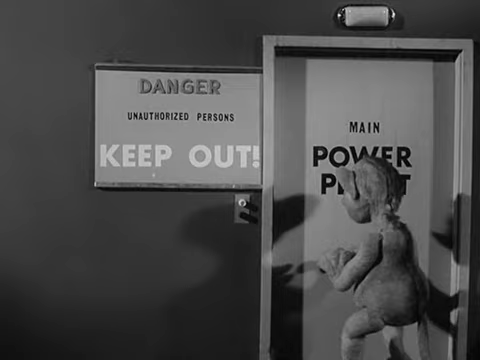 DANGER
UNAUTHORIZED PERSONS
KEEP OUT!
MAIN
POWER